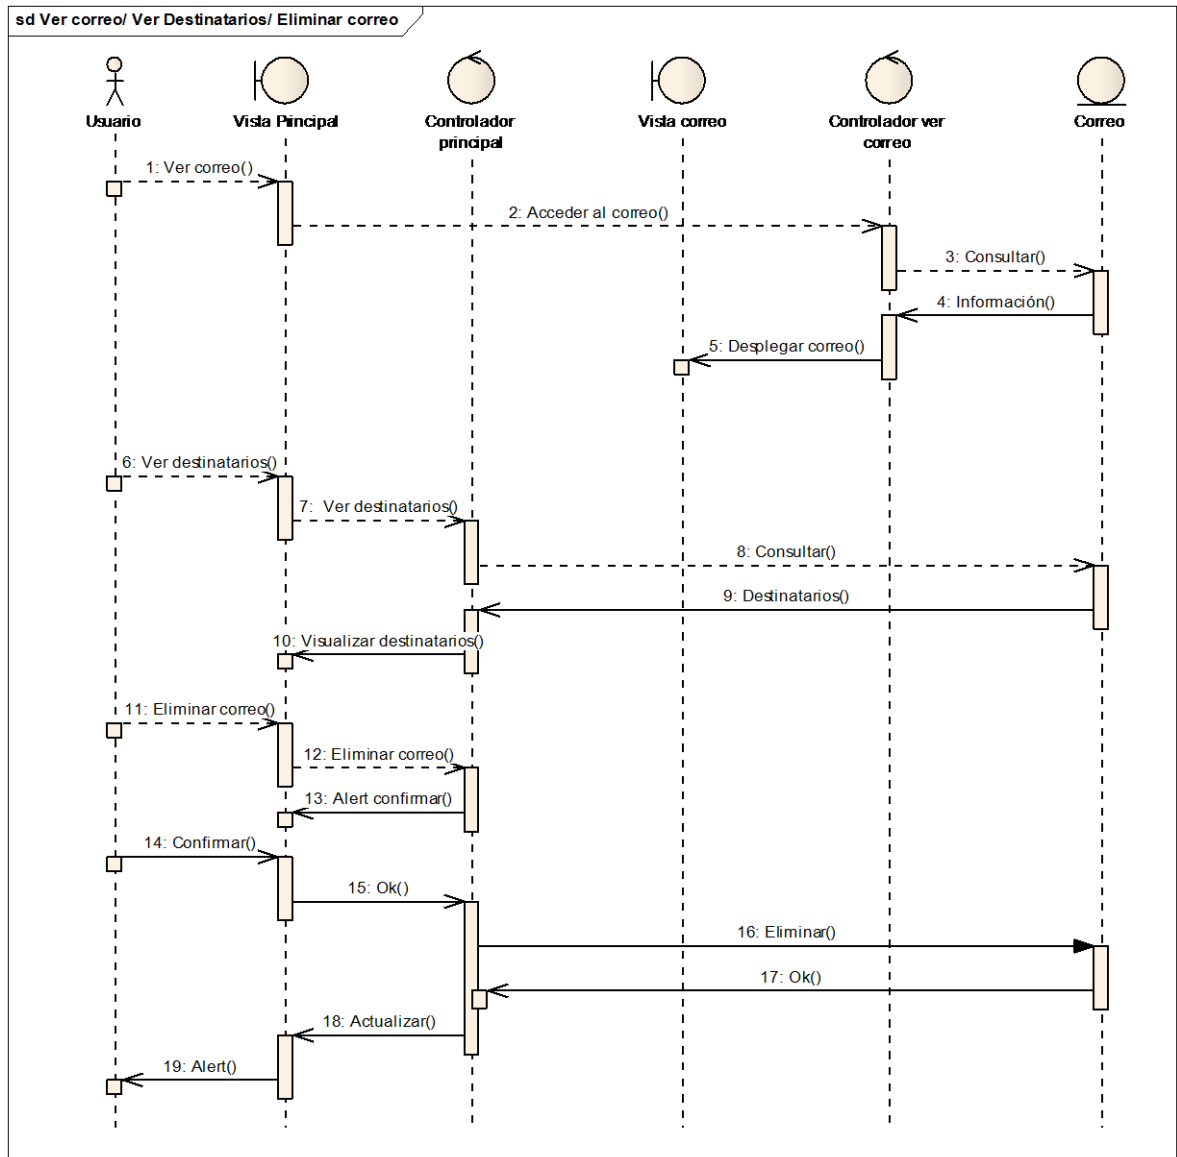 sd Ver correo/ Ver Destinatarios/ Eliminar correo
Usuario
Vista Principal
Controlador
principal
Vista correo
Controlador ver
correo
Correo
1: Ver correo()
2: Acceder al correo()
3: Consultar()
4: Información()
5: Desplegar correo()
6: Ver destinatarios()
7: Ver destinatarios()
8: Consultar()
9: Destinatarios()
10: Visualizar destinatarios()
11: Eliminar correo()
12: Eliminar correo()
13: Alert confirmar()
14: Confirmar()
15: Ok()
16: Eliminar()
17: Ok()
18: Actualizar()
19: Alert()